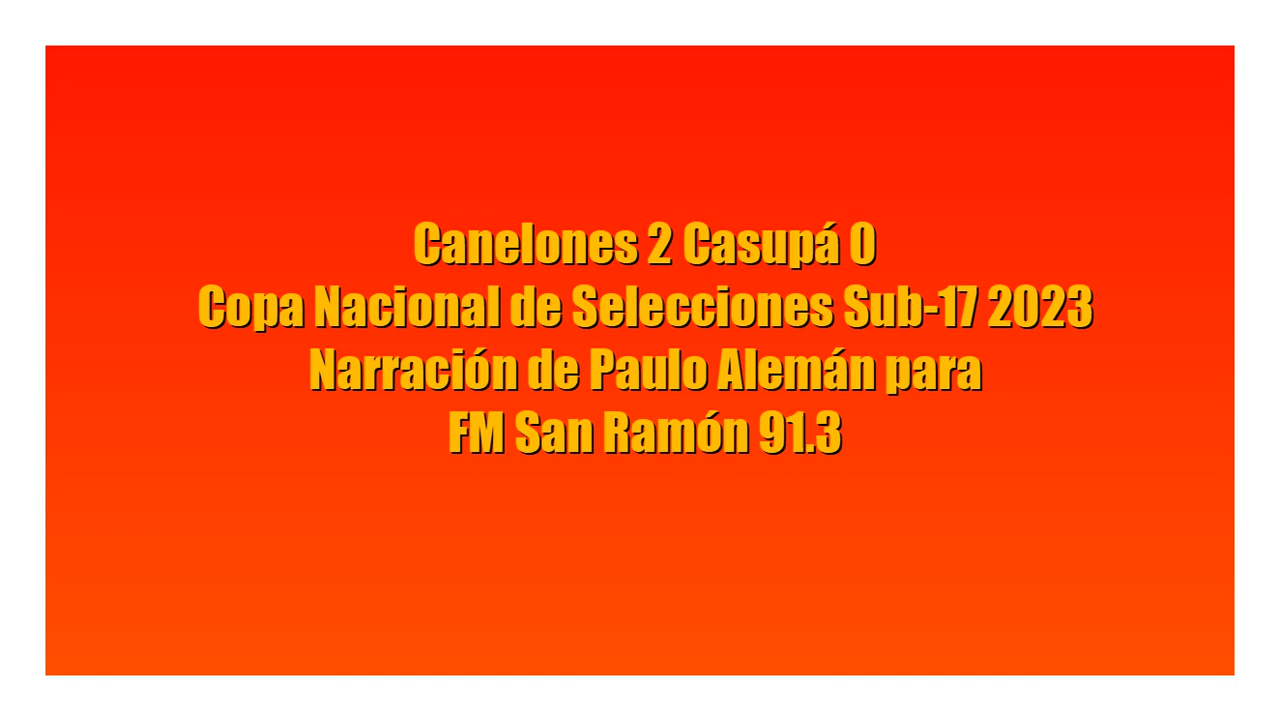 Canelones 2 Casupá 0
Copa Nacional de Selecciones Sub-17 2023
Narración de Paulo Alemán para
FM San Ramón 91.3